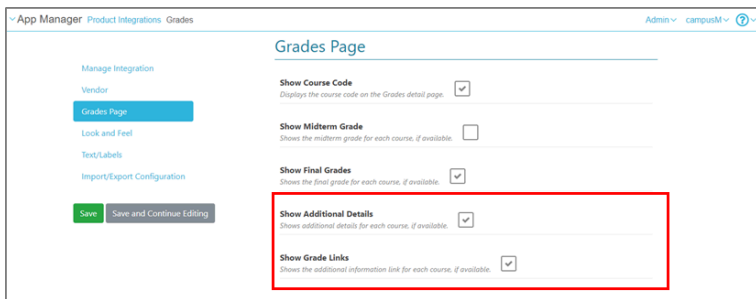 App Manager Product Integrations Grades Admin campusM ?
Grades Page
Manage Integration
Vendor
Grades Page
Look and Feel
Text/Labels
Import/Export Configuration
Save Save and Continue Editing
Show Course Code
Displays the course code on the Grades detail page.
Show Midterm Grade
Shows the midterm grade for each course, if available.
Show Final Grades
Shows the final grade for each course, if available.
Show Additional Details
Shows additional details for each course, if available.
Show Grade Links
Shows the additional information link for each course, if available.